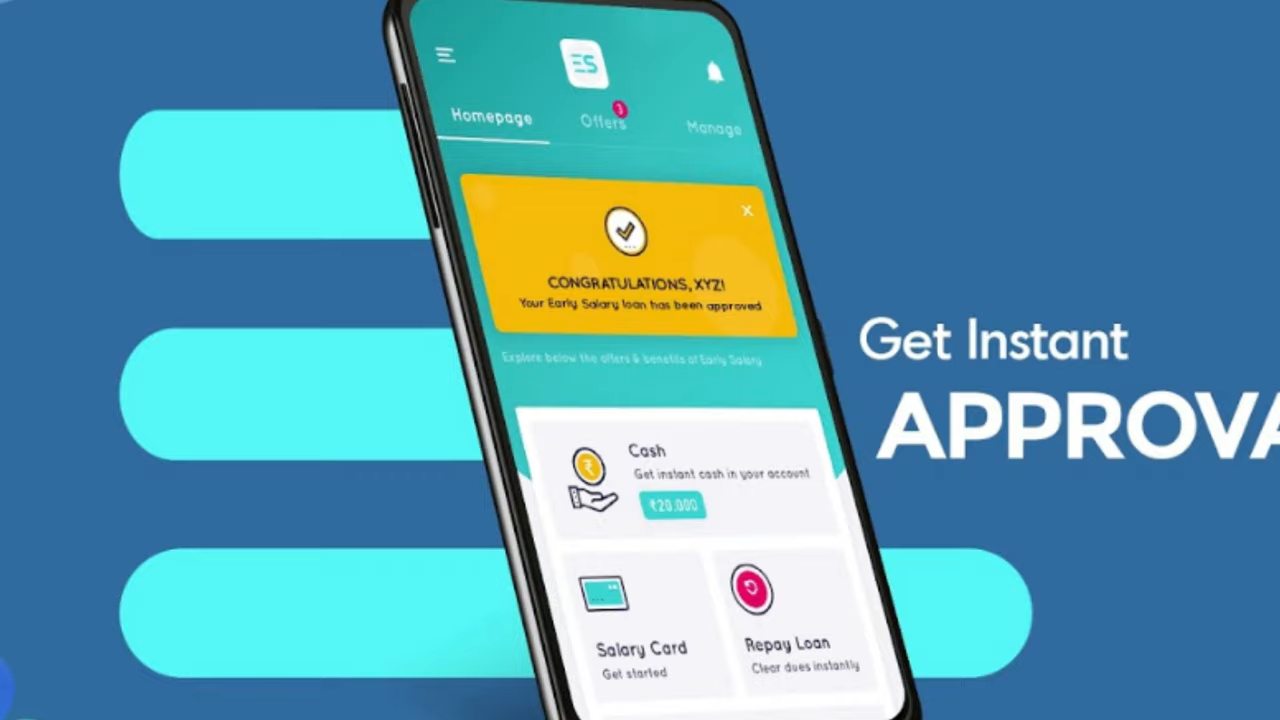 ES
Homepage
Offers
Manage
CONGRATULATIONS, XYZ!
Your Early Salary loan has been approved
Explore below the offers & benefits of Early Salary
Cash
Get instant cash in your account
₹20,000
Salary Card
Get started
Repay Loan
Clear dues instantly
Get Instant
APPROVA